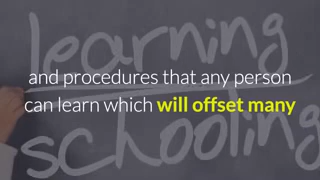 learning
and procedures that any person
can learn which will offset many
schooling